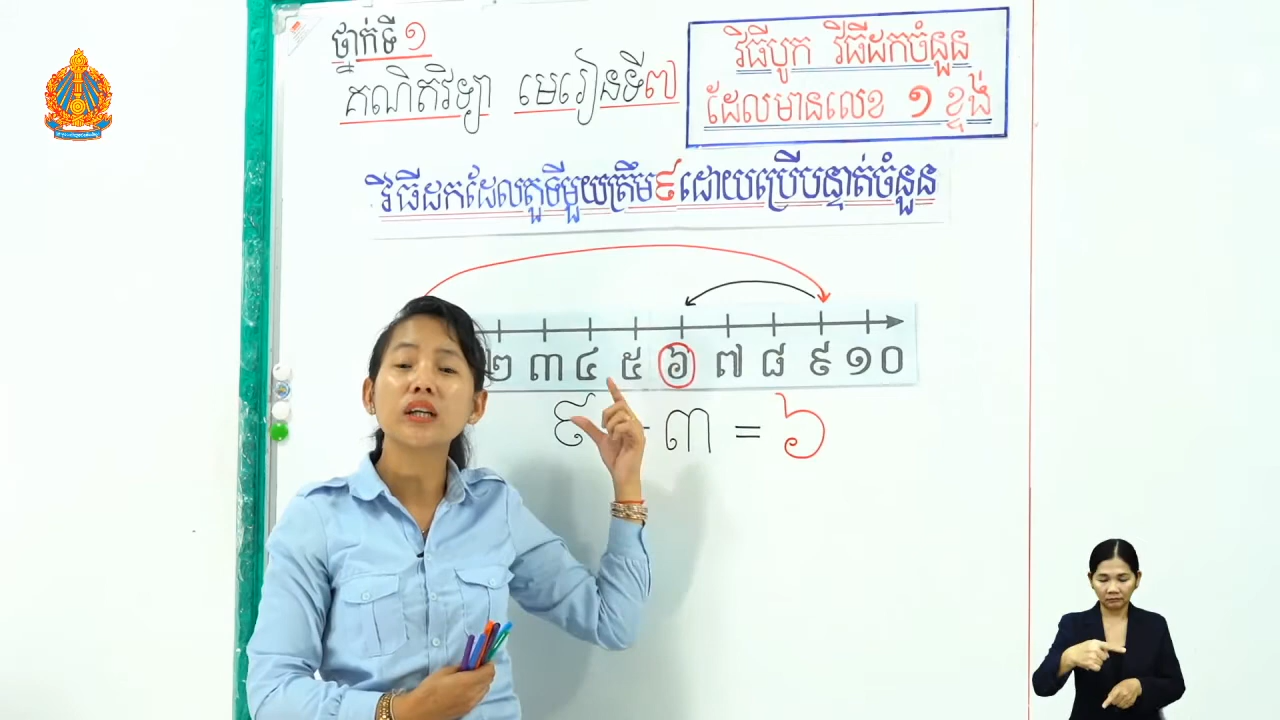 ថ្នាក់ទី ១
គណិតវិទ្យា មេរៀនទី៧
វិធីបូក វិធីដកចំនួន
ដែលមានលេខ ១ ខ្ទង់
វិធីដកដែលតួទីមួយត្រឹម៩ដោយប្រើបន្ទាត់ចំនួន
២ ៣ ៤ ៥ ៦ ៧ ៨ ៩ ១០
៩ - ៣ = ៦